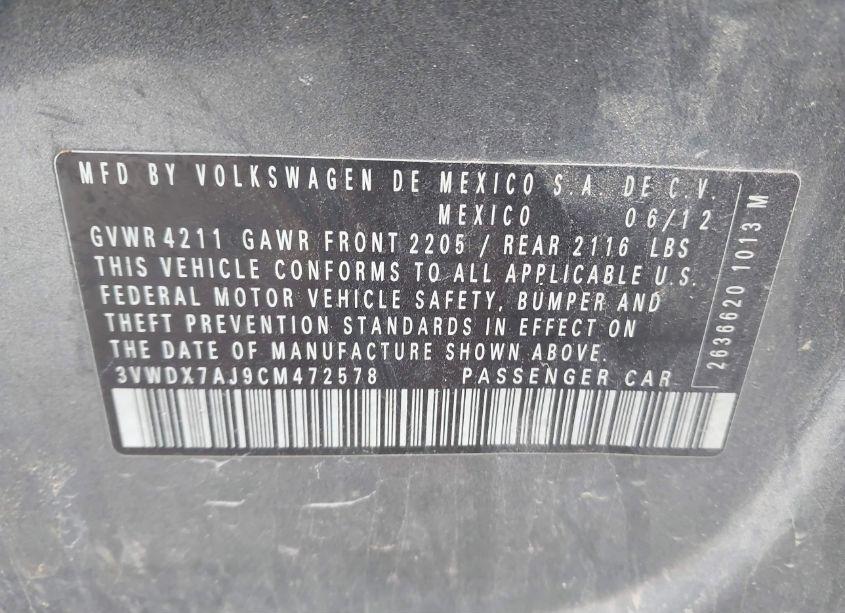 MFD BY VOLKSWAGEN DE MEXICO S.A. DE C.V.
MEXICO 06/12
GVWR 4211 GAWR FRONT 2205 / REAR 2116 LBS
THIS VEHICLE CONFORMS TO ALL APPLICABLE U.S.
FEDERAL MOTOR VEHICLE SAFETY, BUMPER AND
THEFT PREVENTION STANDARDS IN EFFECT ON
THE DATE OF MANUFACTURE SHOWN ABOVE.
3VWDX7AJ9CM472578 PASSENGER CAR
2636620 1013 M